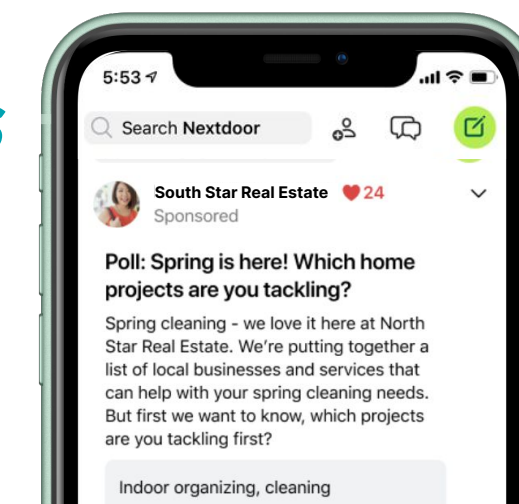 5:53
Search Nextdoor
South Star Real Estate 24
Sponsored
Poll: Spring is here! Which home
projects are you tackling?
Spring cleaning - we love it here at North
Star Real Estate. We're putting together a
list of local businesses and services that
can help with your spring cleaning needs.
But first we want to know, which projects
are you tackling first?
Indoor organizing, cleaning